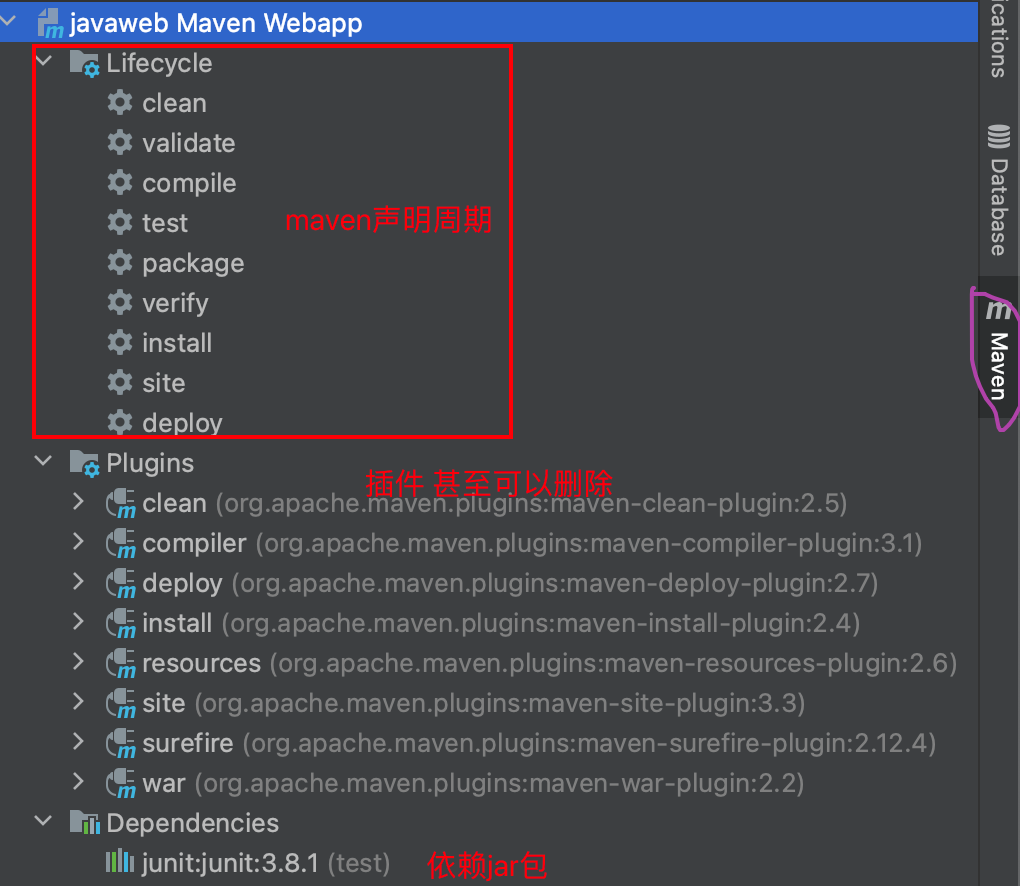 javaweb Maven Webapp
Lifecycle
clean
validate
compile
test
maven声明周期
package
verify
install
site
deploy
Plugins
插件 甚至可以删除
clean (org.apache.maven.plugins:maven-clean-plugin:2.5)
compiler (org.apache.maven.plugins:maven-compiler-plugin:3.1)
deploy (org.apache.maven.plugins:maven-deploy-plugin:2.7)
install (org.apache.maven.plugins:maven-install-plugin:2.4)
resources (org.apache.maven.plugins:maven-resources-plugin:2.6)
site (org.apache.maven.plugins:maven-site-plugin:3.3)
surefire (org.apache.maven.plugins:maven-surefire-plugin:2.12.4)
war (org.apache.maven.plugins:maven-war-plugin:2.2)
Dependencies
junit:junit:3.8.1 (test)
依赖jar包
ications
Database
m
Maven